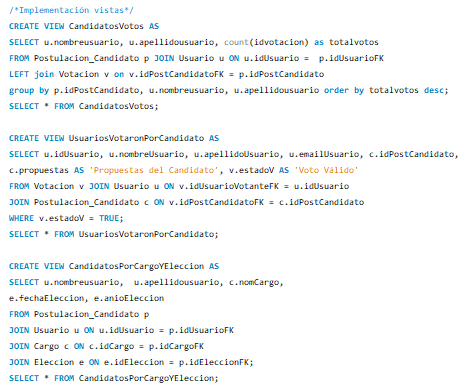 /*Implementación vistas*/
CREATE VIEW CandidatosVotos AS
SELECT u.nombreusuario, u.apellidousuario, count(idvotacion) as totalvotos
FROM Postulacion_Candidato p JOIN Usuario u ON u.idUsuario = p.idUsuarioFK
LEFT join Votacion v on v.idPostCandidatoFK = p.idPostCandidato
group by p.idPostCandidato, u.nombreusuario, u.apellidousuario order by totalvotos desc;
SELECT * FROM CandidatosVotos;
CREATE VIEW UsuariosVotaronPorCandidato AS
SELECT u.idUsuario, u.nombreUsuario, u.apellidoUsuario, u.emailUsuario, c.idPostCandidato,
c.propuestas AS 'Propuestas del Candidato', v.estadoV AS 'Voto Válido'
FROM Votacion v JOIN Usuario u ON v.idUsuarioVotanteFK = u.idUsuario
JOIN Postulacion_Candidato c ON v.idPostCandidatoFK = c.idPostCandidato
WHERE v.estadoV = TRUE;
SELECT * FROM UsuariosVotaronPorCandidato;
CREATE VIEW CandidatosPorCargoYEleccion AS
SELECT u.nombreusuario, u.apellidousuario, c.nomCargo,
e.fechaEleccion, e.anioEleccion
FROM Postulacion_Candidato p
JOIN Usuario u ON u.idUsuario = p.idUsuarioFK
JOIN Cargo c ON c.idCargo = p.idCargoFK
JOIN Eleccion e ON e.idEleccion = p.idEleccionFK;
SELECT * FROM CandidatosPorCargoYEleccion;